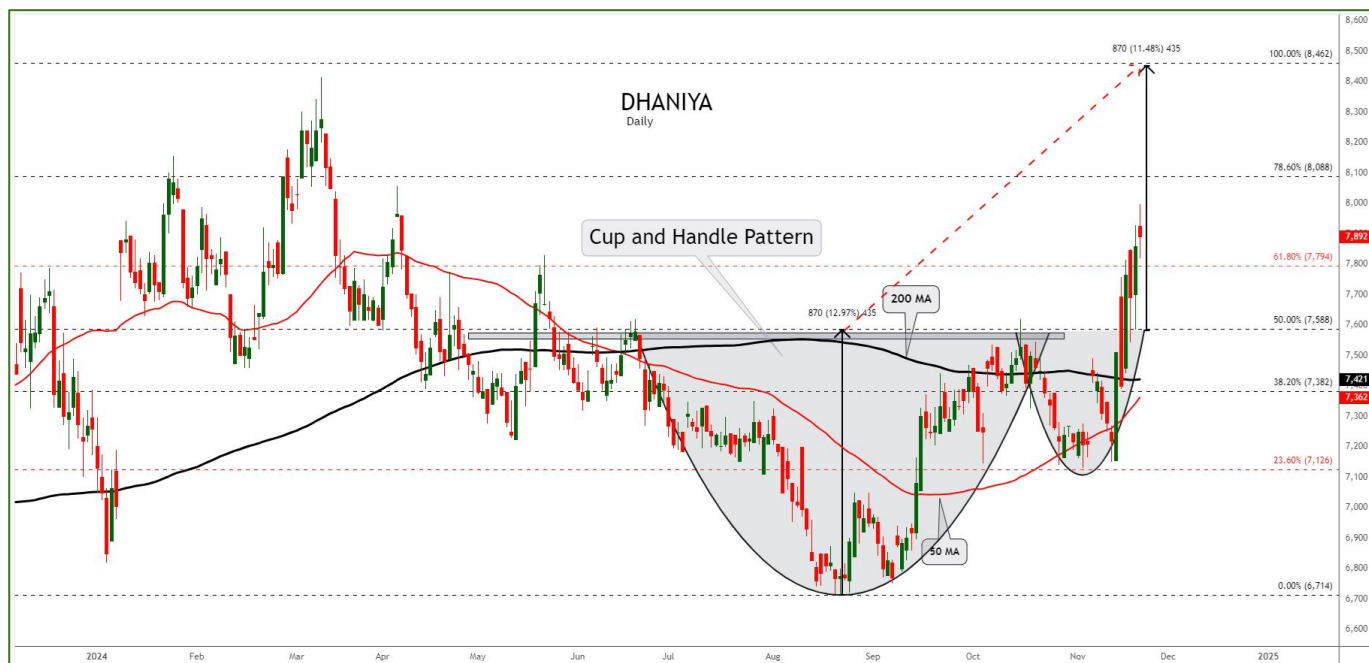 DHANIYA
Daily
870 (11.48%) 435
100.00% (8,462)
78.60% (8,088)
61.80% (7,794)
50.00% (7,588)
38.20% (7,382)
23.60% (7,126)
0.00% (6,714)
Cup and Handle Pattern
870 (12.97%) 435
200 MA
50 MA
8,600
8,500
8,400
8,300
8,200
8,100
8,000
7,892
7,800
7,700
7,600
7,500
7,421
7,362
7,300
7,200
7,100
7,000
6,900
6,800
6,700
6,600
2024
Feb
Mar
Apr
May
Jun
Jul
Aug
Sep
Oct
Nov
Dec
2025